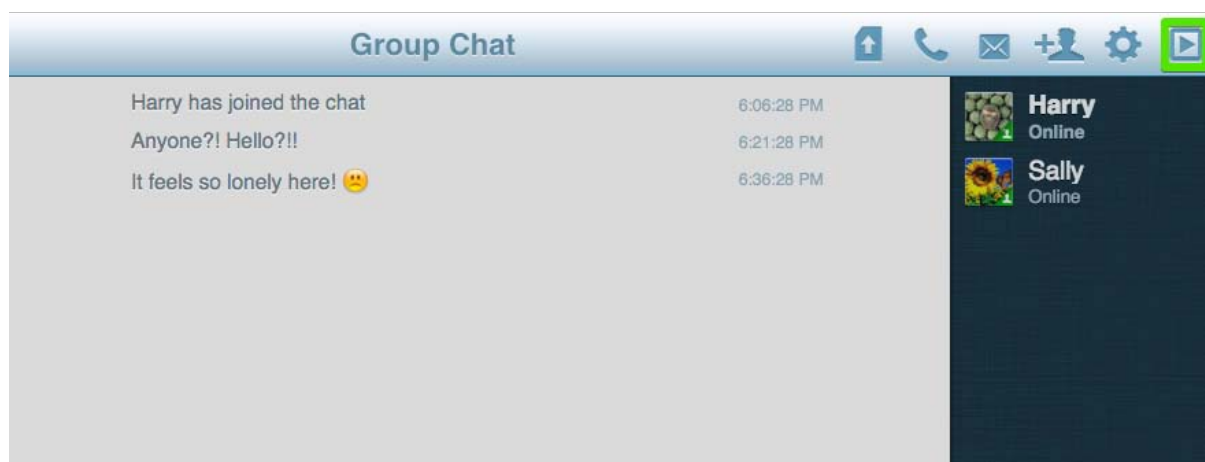 Group Chat
Harry has joined the chat 6:06:28 PM
Anyone?! Hello?!! 6:21:28 PM
It feels so lonely here! 🙁 6:36:28 PM
Harry
Online
Sally
Online